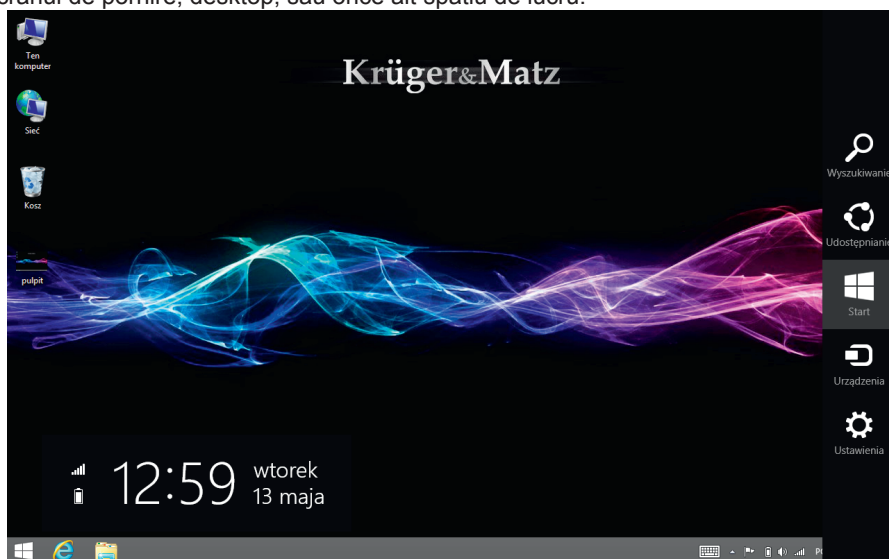 de pornire, desktop, sau orice alt spațiu de lucru.
Ten
komputer
Krüger&Matz
Sieć
Wyszukiwanie
Kosz
Udostępnianie
pulpit
Start
Urządzenia
Ustawienia
12:59
wtorek
13 maja